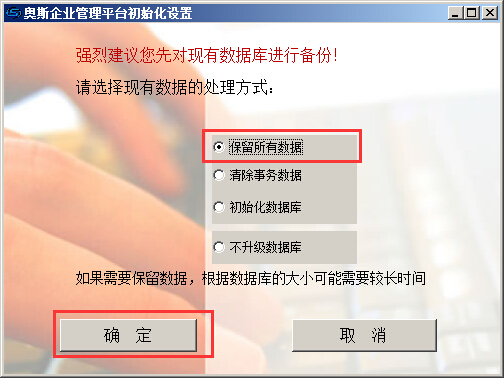 奥斯企业管理平台初始化设置
强烈建议您先对现有数据库进行备份!
请选择现有数据的处理方式:
保留所有数据
清除事务数据
初始化数据库
不升级数据库
如果需要保留数据，根据数据库的大小可能需要较长时间
确 定
取 消